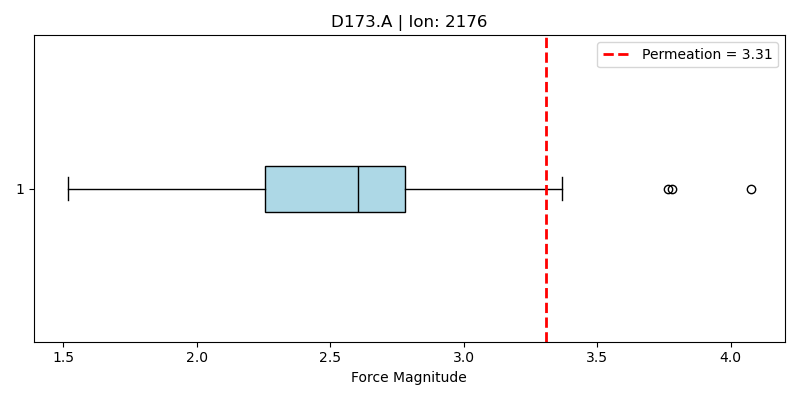 D173.A | Ion: 2176
Permeation = 3.31
1
1.5 2.0 2.5 3.0 3.5 4.0
Force Magnitude